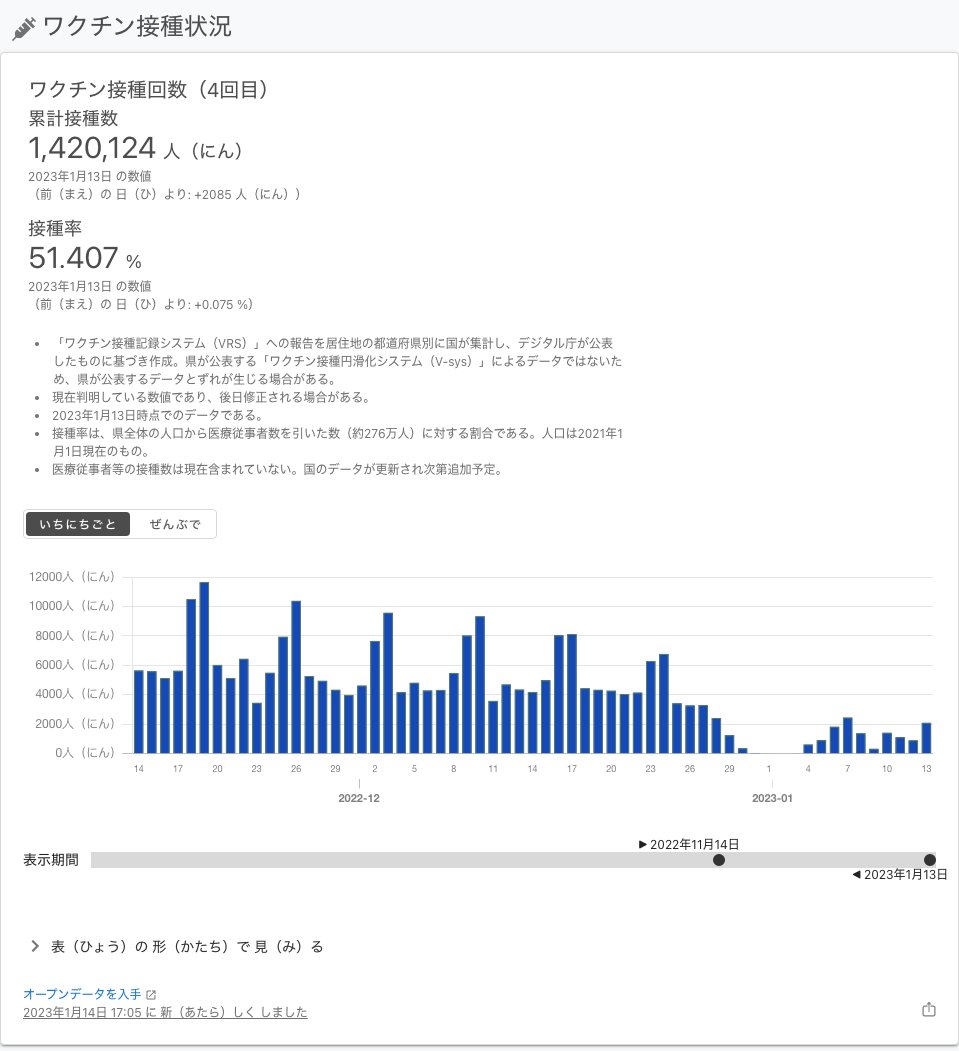 ワクチン接種状況
ワクチン接種回数（4回目）
累計接種数
1,420,124 人（にん）
2023年1月13日 の数値
（前（まえ）の 日（ひ）より: +2085 人（にん））
接種率
51.407 %
2023年1月13日 の数値
（前（まえ）の 日（ひ）より: +0.075 %）
• 「ワクチン接種記録システム（VRS）」への報告を居住地の都道府県別に国が集計し、デジタル庁が公表
したものに基づき作成。県が公表する「ワクチン接種円滑化システム（V-sys）」によるデータではないた
め、県が公表するデータとずれが生じる場合がある。
• 現在判明している数値であり、後日修正される場合がある。
• 2023年1月13日時点でのデータである。
• 接種率は、県全体の人口から医療従事者数を引いた数（約276万人）に対する割合である。人口は2021年1
月1日現在のもの。
• 医療従事者等の接種数は現在含まれていない。国のデータが更新され次第追加予定。
いちにちごと ぜんぶで
12000人（にん）
10000人（にん）
8000人（にん）
6000人（にん）
4000人（にん）
2000人（にん）
0人（にん）
14 17 20 23 26 29 2 5 8 11 14 17 20 23 26 29 1 4 7 10 13
2022-12 2023-01
▶ 2022年11月14日
表示期間
◀ 2023年1月13日
表（ひょう）の 形（かたち）で 見（み）る
オープンデータを入手
2023年1月14日 17:05 に 新（あたら）しく しました